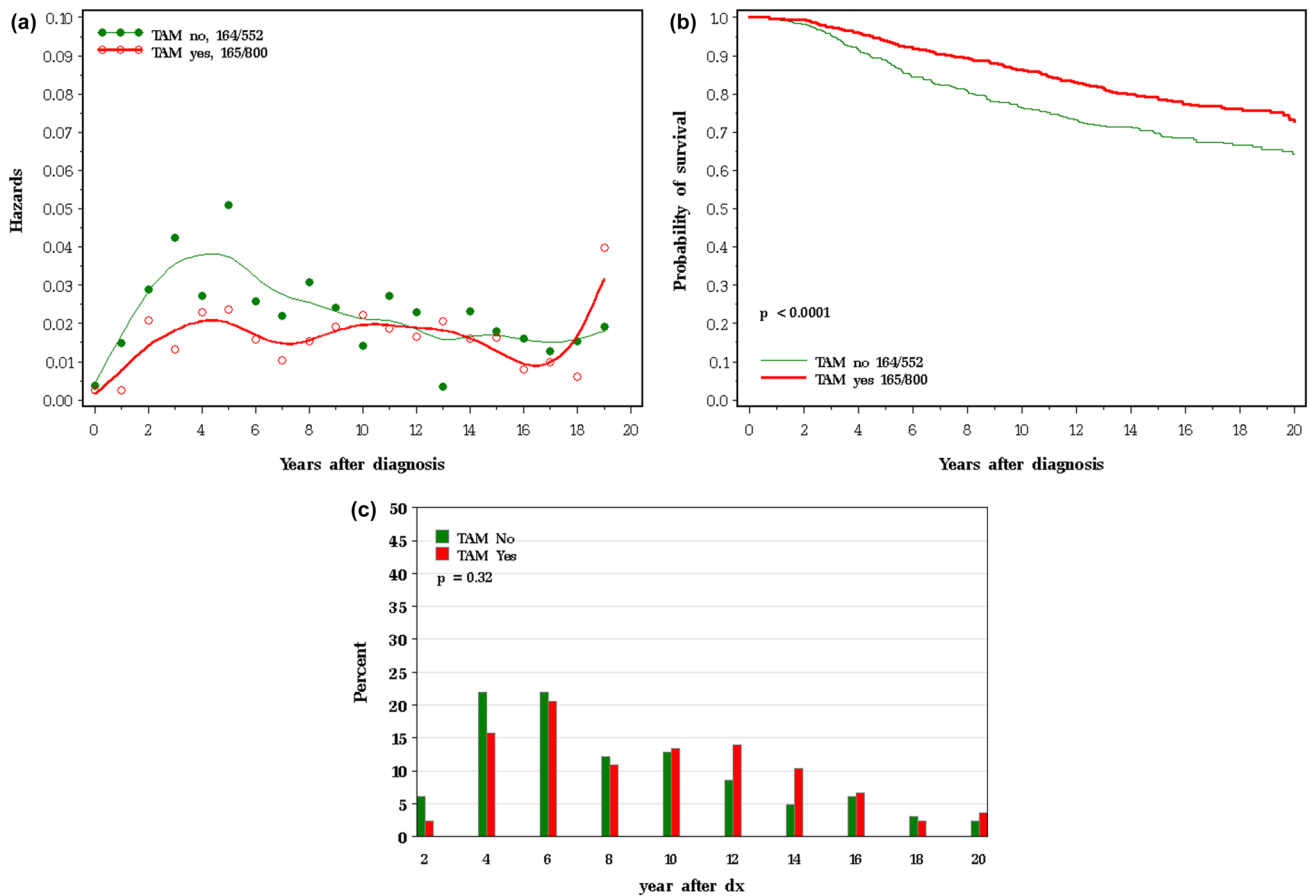 (a)
TAM no, 164/552
TAM yes, 165/800
0.10
0.09
0.08
0.07
0.06
0.05
0.04
0.03
0.02
0.01
0.00
Hazards
0 2 4 6 8 10 12 14 16 18 20
Years after diagnosis
(b)
1.0
0.9
0.8
0.7
0.6
0.5
0.4
0.3
0.2
0.1
0.0
Probability of survival
p < 0.0001
TAM no 164/552
TAM yes 165/800
0 2 4 6 8 10 12 14 16 18 20
Years after diagnosis
(c)
50
45
40
35
30
25
20
15
10
5
0
Percent
TAM No
TAM Yes
p = 0.32
2 4 6 8 10 12 14 16 18 20
year after dx